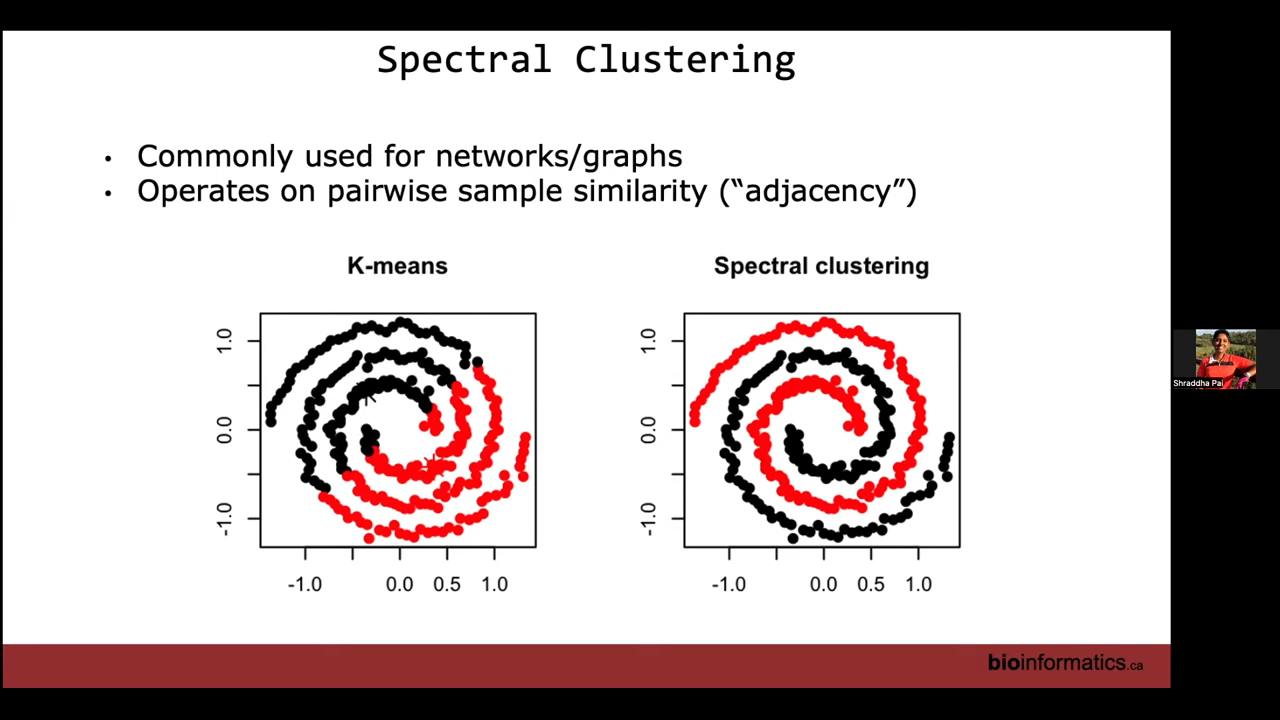 Spectral Clustering
• Commonly used for networks/graphs
• Operates on pairwise sample similarity (“adjacency”)
K-means
Spectral clustering
1.0
0.0
-1.0
-1.0 0.0 0.5 1.0
1.0
0.0
-1.0
-1.0 0.0 0.5 1.0
Shraddha Pai
bioinformatics.ca